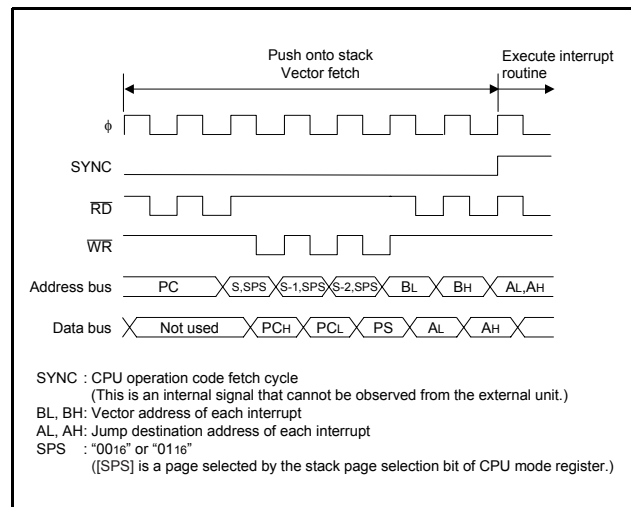 Push onto stack
Vector fetch
Execute interrupt
routine
ϕ
SYNC
RD
WR
Address bus
PC
S,SPS
S-1,SPS
S-2,SPS
BL
BH
AL,AH
Data bus
Not used
PCH
PCL
PS
AL
AH
SYNC : CPU operation code fetch cycle
(This is an internal signal that cannot be observed from the external unit.)
BL, BH: Vector address of each interrupt
AL, AH: Jump destination address of each interrupt
SPS : “0016” or “0116”
([SPS] is a page selected by the stack page selection bit of CPU mode register.)